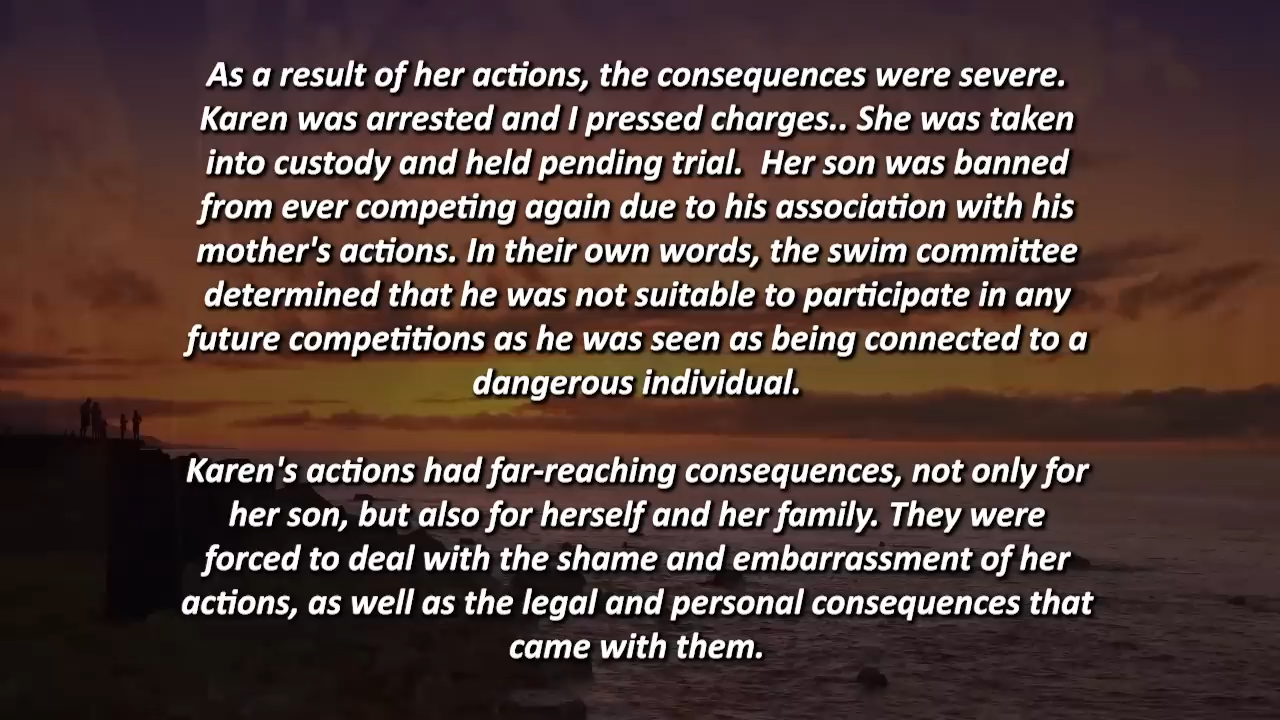 As a result of her actions, the consequences were severe.
Karen was arrested and I pressed charges.. She was taken
into custody and held pending trial.  Her son was banned
from ever competing again due to his association with his
mother's actions. In their own words, the swim committee
determined that he was not suitable to participate in any
future competitions as he was seen as being connected to a
dangerous individual.
Karen's actions had far-reaching consequences, not only for
her son, but also for herself and her family. They were
forced to deal with the shame and embarrassment of her
actions, as well as the legal and personal consequences that
came with them.